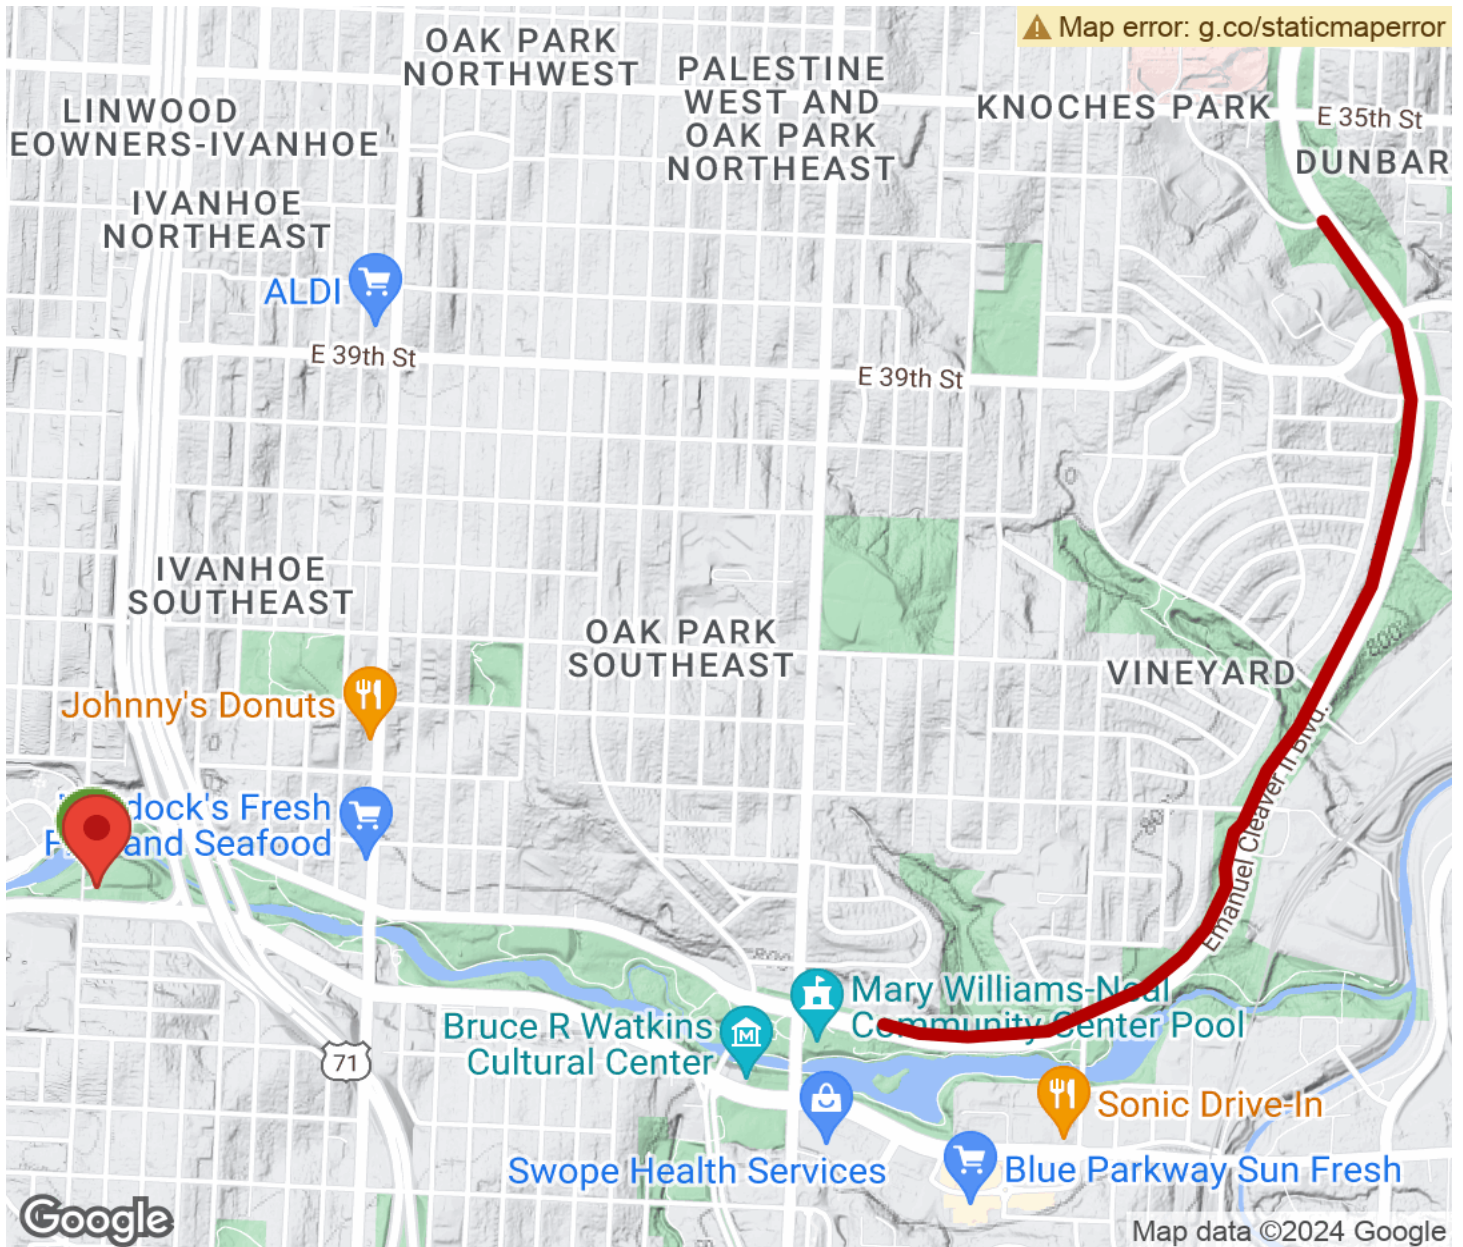 Map error: g.co/staticmaperror
OAK PARK
NORTHWEST
PALESTINE
WEST AND
OAK PARK
NORTHEAST
KNOCHES PARK
E 35th St
DUNBAR
LINWOOD
EOWNERS-IVANHOE
IVANHOE
NORTHEAST
ALDI
E 39th St
E 39th St
IVANHOE
SOUTHEAST
OAK PARK
SOUTHEAST
VINEYARD
800
Johnny's Donuts
dock's Fresh
and Seafood
Emanuel Cleaver II Blvd.
Mary Williams-Neal
Community Center Pool
Bruce R Watkins
Cultural Center
71
Sonic Drive-In
Swope Health Services
Blue Parkway Sun Fresh
Google
Map data ©2024 Google